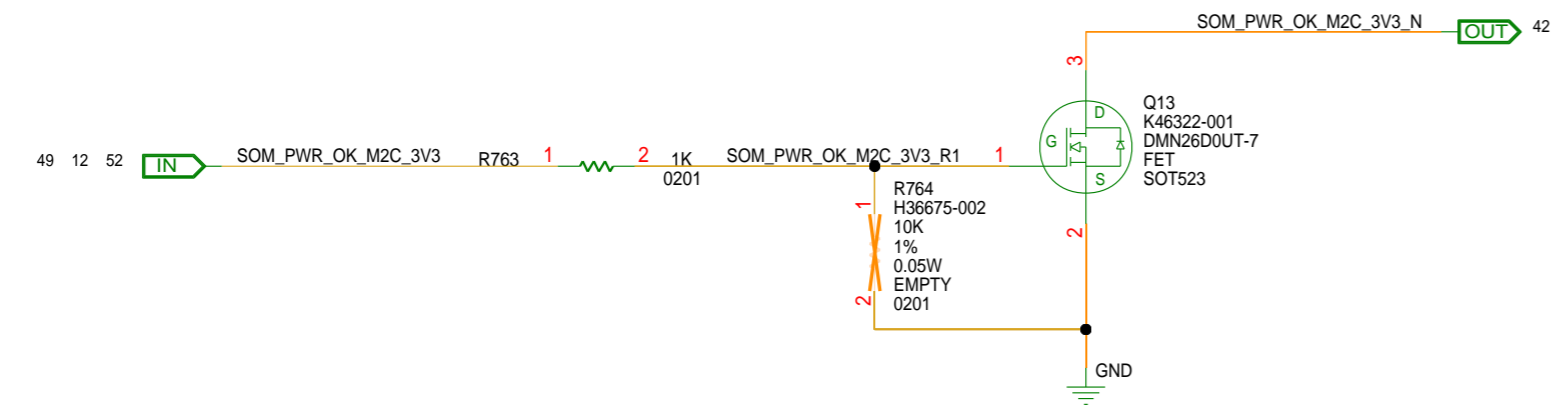 SOM_PWR_OK_M2C_3V3_N
OUT 42
3
Q13
K46322-001
DMN26D0UT-7
FET
SOT523
D
G
S
49 12 52 IN SOM_PWR_OK_M2C_3V3 R763 1 2 1K SOM_PWR_OK_M2C_3V3_R1 1
0201
R764
H36675-002
10K
1%
0.05W
EMPTY
0201
1
2
2
GND